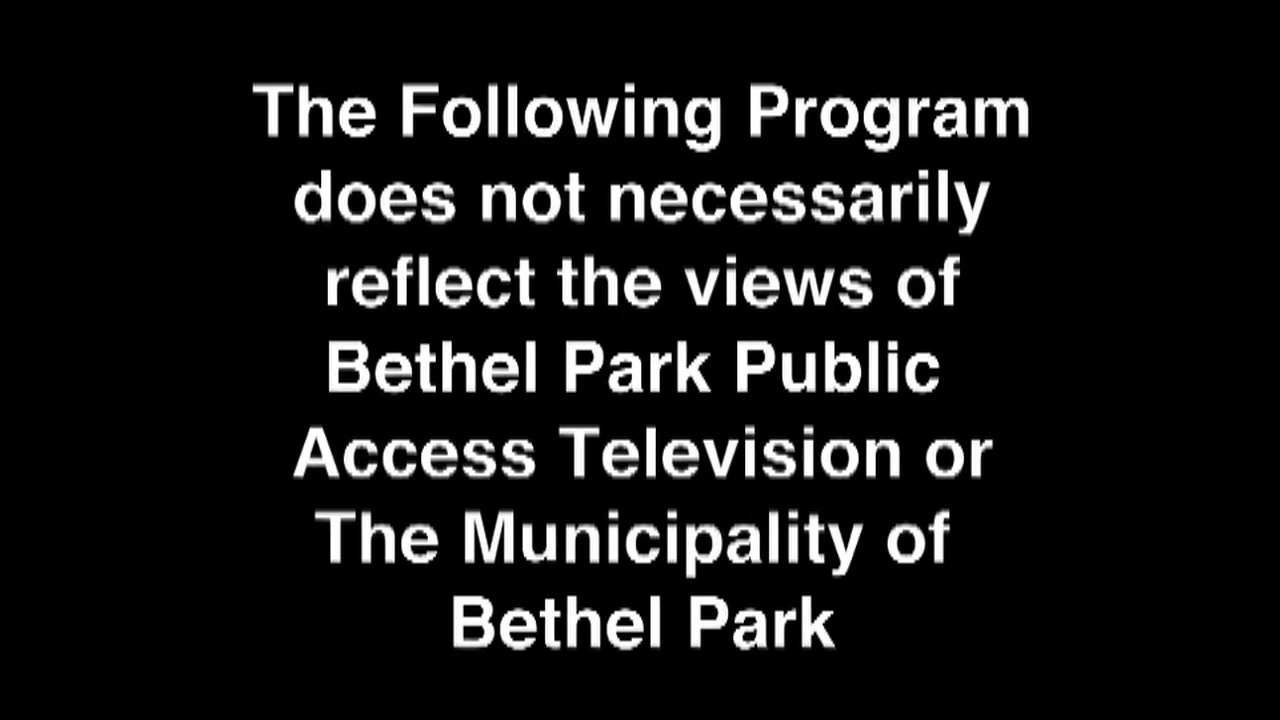 The Following Program
does not necessarily
reflect the views of
Bethel Park Public
Access Television or
The Municipality of
Bethel Park